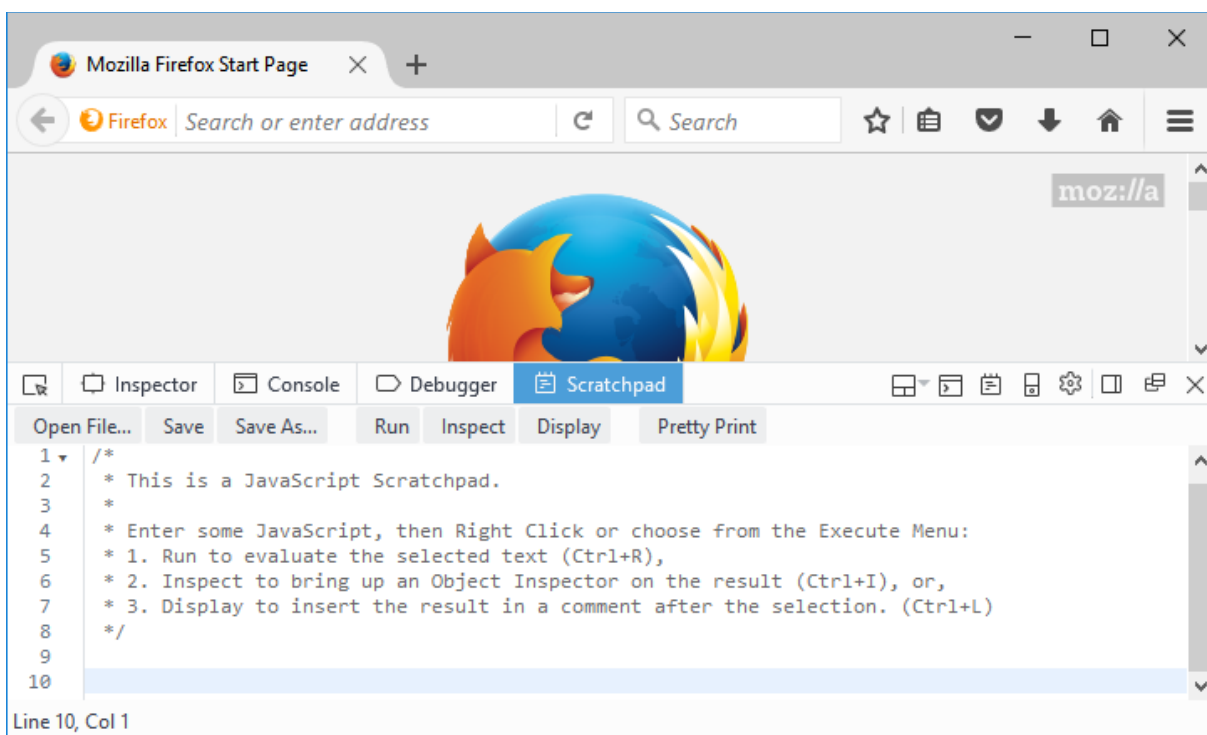 Mozilla Firefox Start Page
Firefox Search or enter address Search
moz://a
Inspector Console Debugger Scratchpad
Open File... Save Save As... Run Inspect Display Pretty Print
1 /*
2 * This is a JavaScript Scratchpad.
3 *
4 * Enter some JavaScript, then Right Click or choose from the Execute Menu:
5 * 1. Run to evaluate the selected text (Ctrl+R),
6 * 2. Inspect to bring up an Object Inspector on the result (Ctrl+I), or,
7 * 3. Display to insert the result in a comment after the selection. (Ctrl+L)
8 */
9
10
Line 10, Col 1